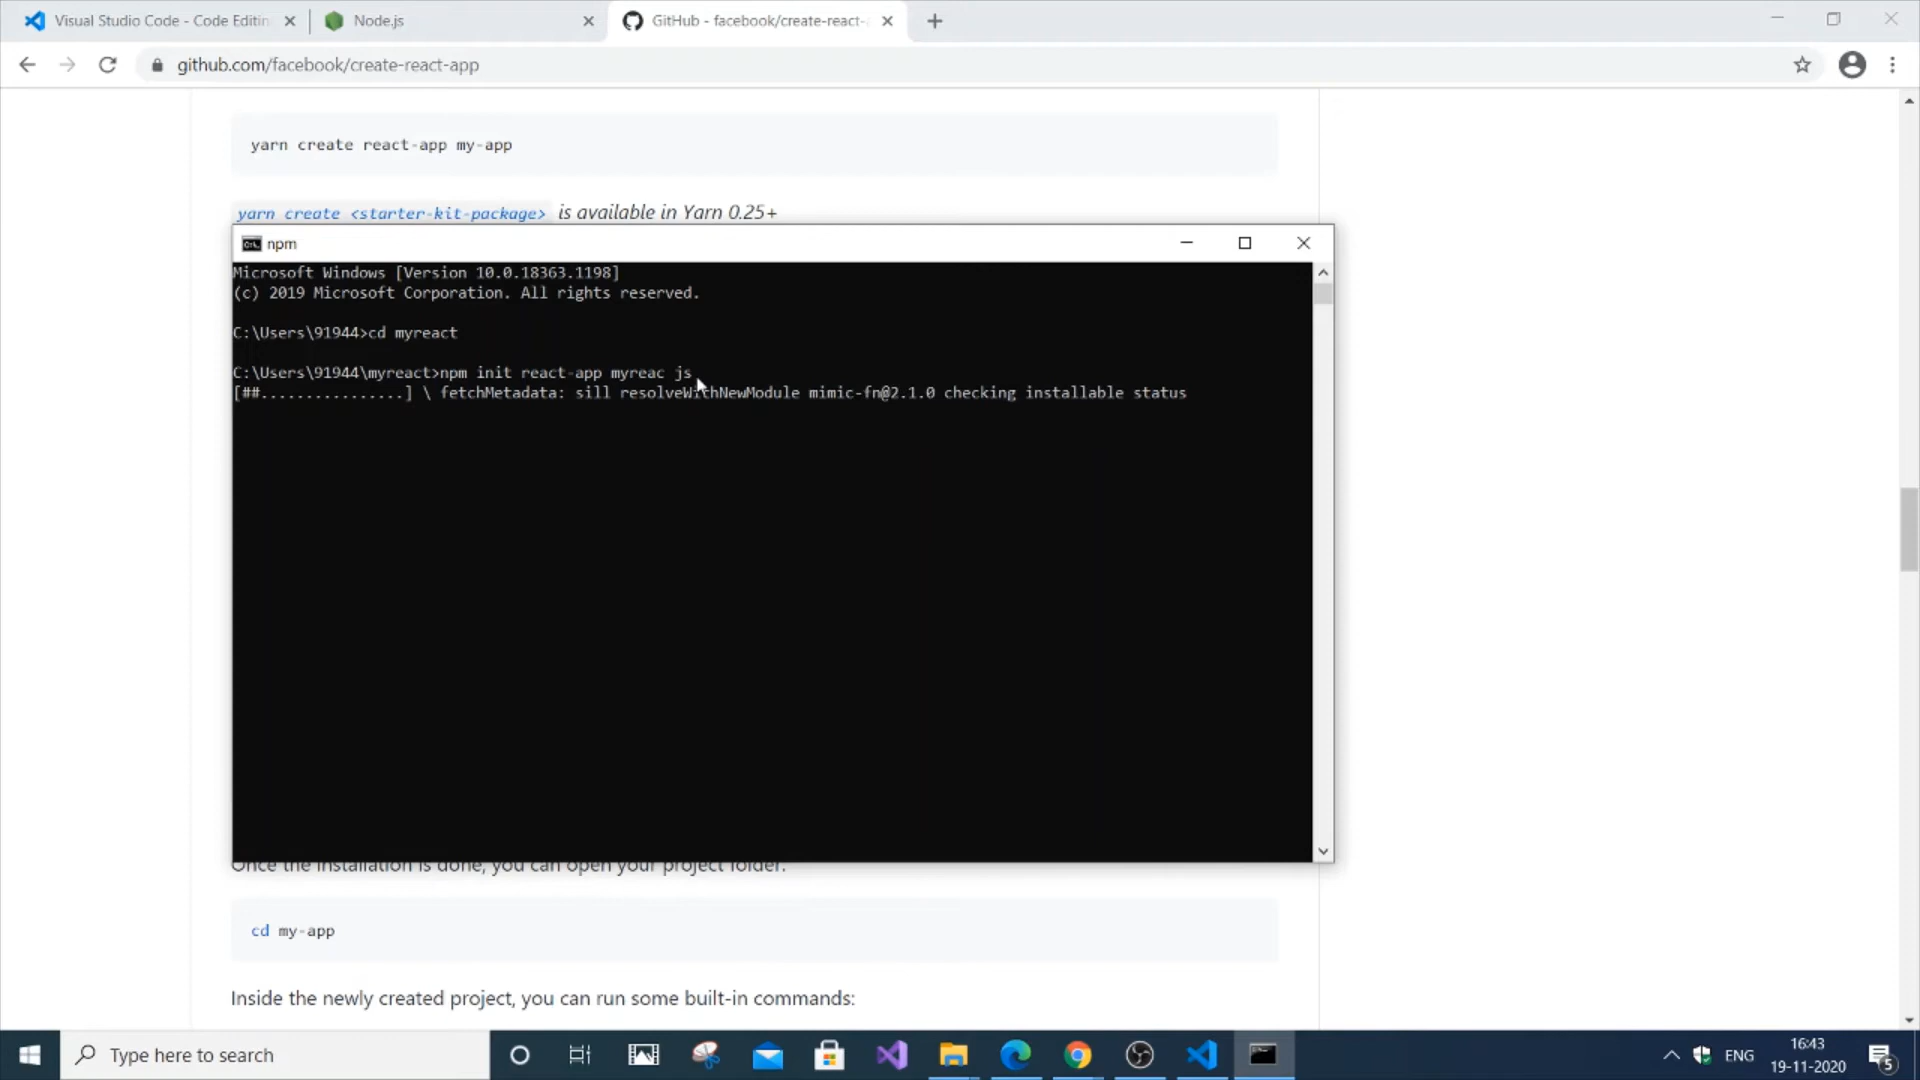 Visual Studio Code - Code Editin
Node.js
GitHub - facebook/create-react-
github.com/facebook/create-react-app
yarn create react-app my-app
yarn create <starter-kit-package> is available in Yarn 0.25+
npm
Microsoft Windows [Version 10.0.18363.1198]
(c) 2019 Microsoft Corporation. All rights reserved.
C:\Users\91944>cd myreact
C:\Users\91944\myreact>npm init react-app myreac js
[##................] \ fetchMetadata: sill resolveWithNewModule mimic-fn@2.1.0 checking installable status
Once the installation is done, you can open your project folder:
cd my-app
Inside the newly created project, you can run some built-in commands:
Type here to search
ENG
16:43
19-11-2020
5